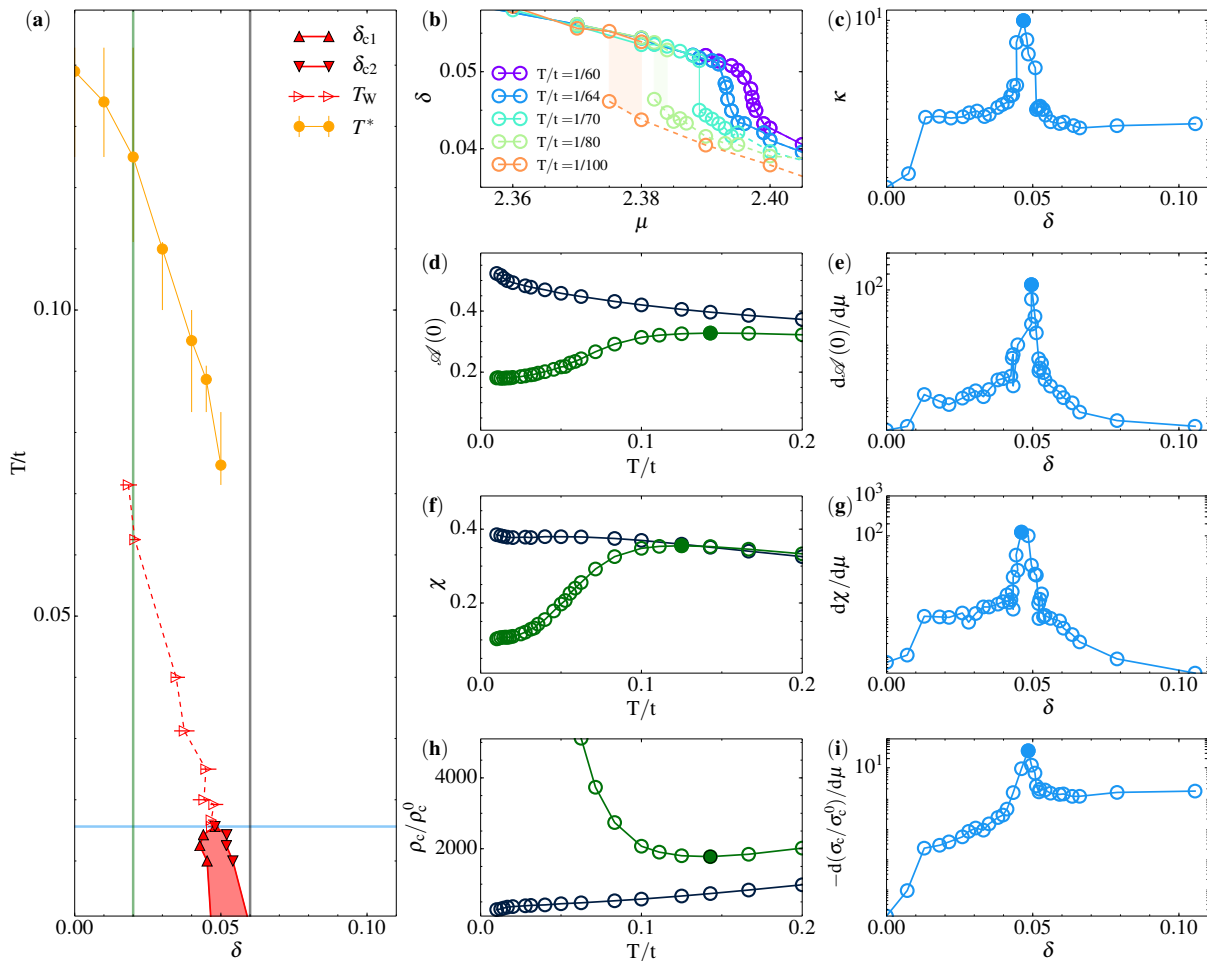 (a)
δc1
δc2
TW
T*
T/t
0.10
0.05
0.00
0.05
0.10
δ
(b)
δ
0.05
0.04
T/t =1/60
T/t =1/64
T/t =1/70
T/t =1/80
T/t =1/100
2.36
2.38
2.40
μ
(c)
κ
10¹
0.00
0.05
0.10
δ
(d)
𝒜(0)
0.4
0.2
0.0
0.1
0.2
T/t
(e)
d𝒜(0)/dμ
10²
0.00
0.05
0.10
δ
(f)
χ
0.4
0.2
0.0
0.1
0.2
T/t
(g)
dχ/dμ
10³
10²
0.00
0.05
0.10
δ
(h)
ρc/ρc⁰
4000
2000
0
0.0
0.1
0.2
T/t
(i)
−d(σc/σc⁰)/dμ
10¹
0.00
0.05
0.10
δ